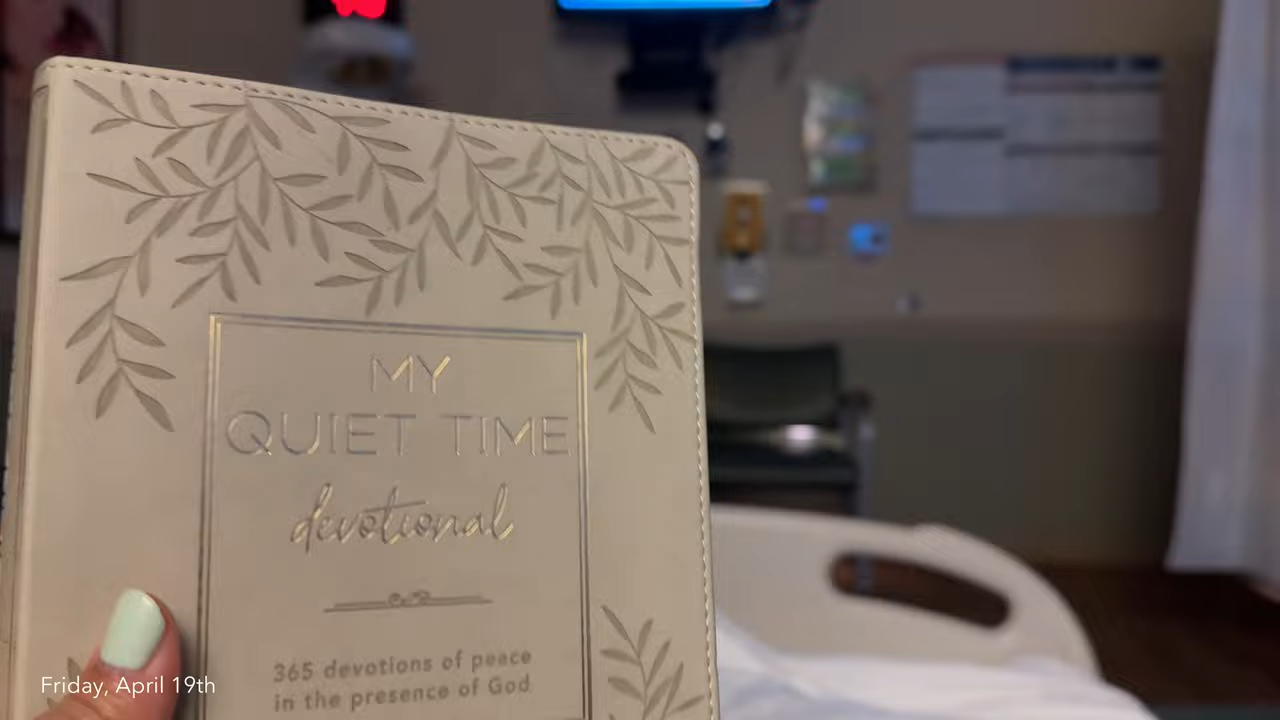 MY
QUIET TIME
devotional
365 devotions of peace
in the presence of God
Friday, April 19th